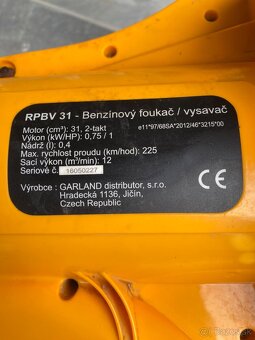 RPBV 31 - Benzínový foukač / vysavač
Motor (cm³): 31, 2-takt
e11*97/68SA*2012/46*3215*00
Výkon (kW/HP): 0,75 / 1
Nádrž (l): 0,4
Max. rychlost proudu (km/hod): 225
Sací výkon (m³/min): 12
Seriové č. 16050227
Výrobce : GARLAND distributor, s.r.o.
Hradecká 1136, Jičín,
Czech Republic
CE